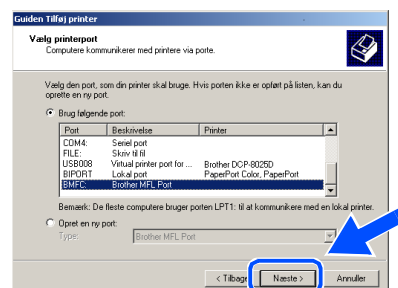 Guiden Tilføj printer
Vælg printerport
Computere kommunikerer med printere via porte.
Vælg den port, som din printer skal bruge. Hvis porten ikke er opført på listen, kan du
oprette en ny port.
Brug følgende port:
Port Beskrivelse Printer
COM4: Seriel port
FILE: Skriv til fil
USB008 Virtual printer port for ... Brother DCP-8025D
BIPORT Lokal port PaperPort Color, PaperPort
BMFC: Brother MFL Port
Bemærk: De fleste computere bruger porten LPT1: til at kommunikere med en lokal printer.
Opret en ny port:
Type: Brother MFL Port
< Tilbage Næste > Annuller